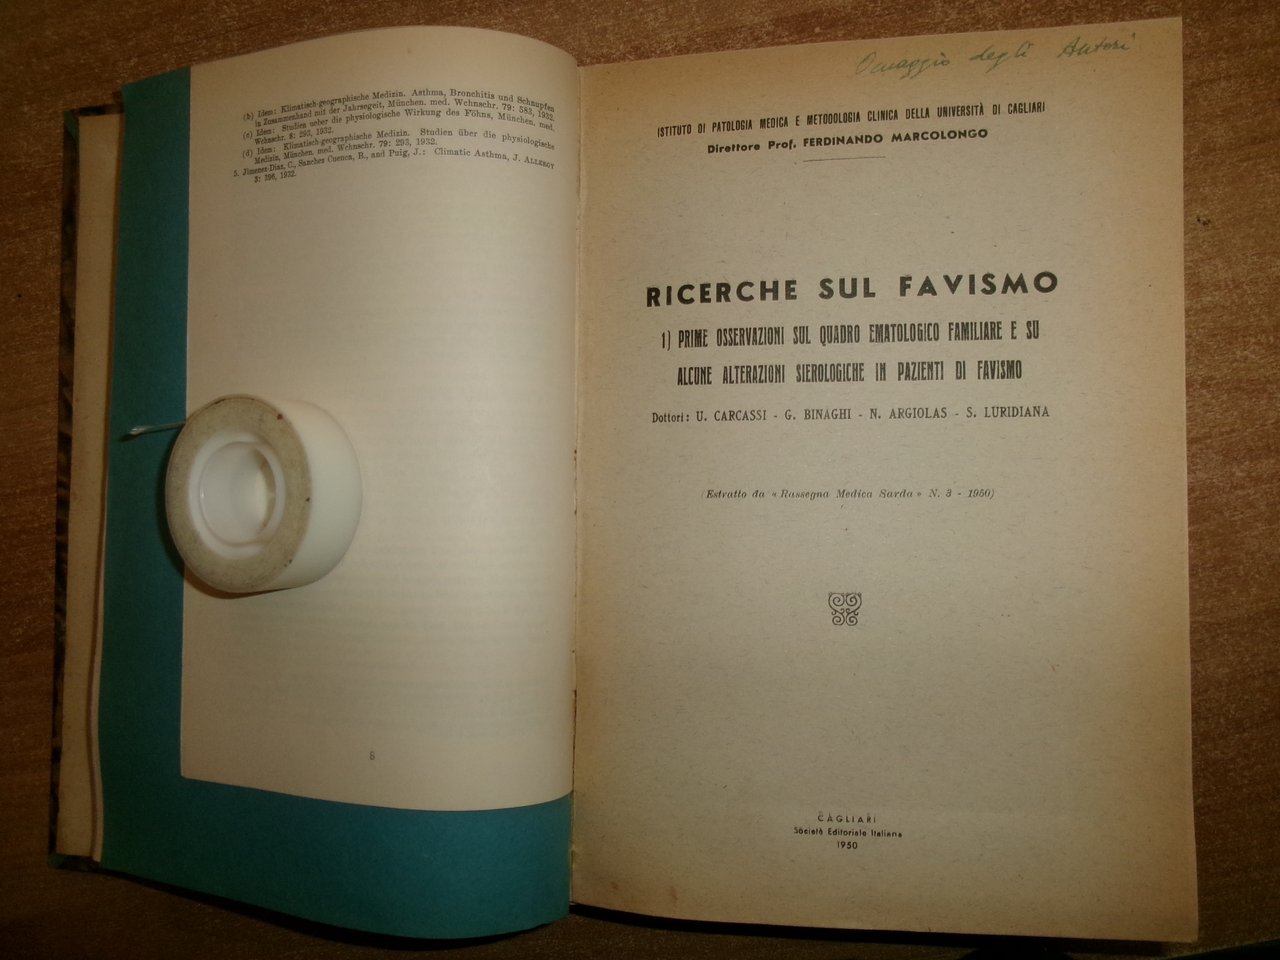 (b) Idem: Klimatisch-geographische Medizin. Asthma, Bronchitis und Schnupfen
in Zusammenhand mit der Jahrsegeit, München. med. Wehnschr. 79: 583, 1932.
(c) Idem: Studien ueber die physiologische Wirkung des Föhns, München, med.
Wehnschr. 8: 293, 1932.
(d) Idem: Klimatisch-geographische Medizin. Studien über die physiologische
Medizin, München. med. Wehnschr. 79: 293, 1932.
5. Jimenez-Diaz, C., Sanchez Cuenca, B., and Puig, J.: Climatic Asthma, J. ALLERGY
3: 396, 1932.
8
Omaggio degli Autori
ISTITUTO DI PATOLOGIA MEDICA E METODOLOGIA CLINICA DELLA UNIVERSITÀ DI CAGLIARI
Direttore Prof. FERDINANDO MARCOLONGO
RICERCHE SUL FAVISMO
1) PRIME OSSERVAZIONI SUL QUADRO EMATOLOGICO FAMILIARE E SU
ALCUNE ALTERAZIONI SIEROLOGICHE IN PAZIENTI DI FAVISMO
Dottori: U. CARCASSI - G. BINAGHI - N. ARGIOLAS - S. LURIDIANA
(Estratto da « Rassegna Medica Sarda » N. 3 - 1950)
CAGLIARI
Società Editoriale Italiana
1950